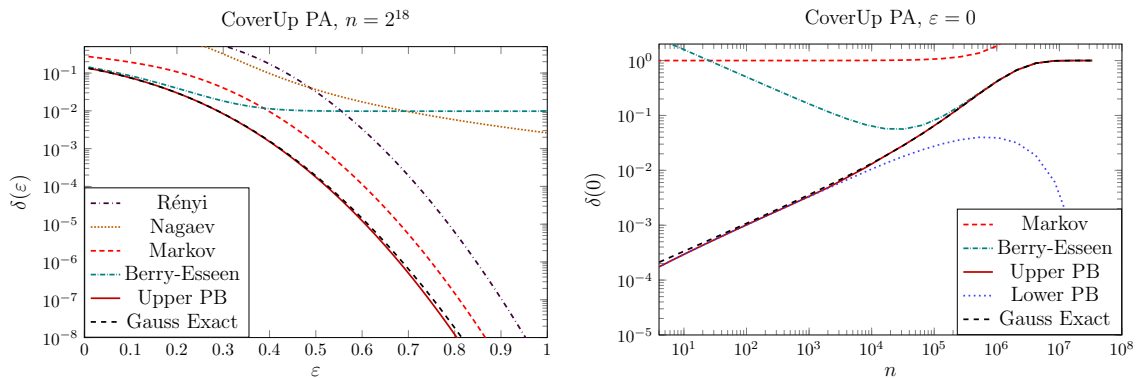 CoverUp PA, n = 2^18
10^−1
10^−2
10^−3
10^−4
10^−5
10^−6
10^−7
10^−8
δ(ε)
Rényi
Nagaev
Markov
Berry-Esseen
Upper PB
Gauss Exact
0 0.1 0.2 0.3 0.4 0.5 0.6 0.7 0.8 0.9 1
ε
CoverUp PA, ε = 0
10^0
10^−1
10^−2
10^−3
10^−4
10^−5
δ(0)
Markov
Berry-Esseen
Upper PB
Lower PB
Gauss Exact
10^1 10^2 10^3 10^4 10^5 10^6 10^7 10^8
n